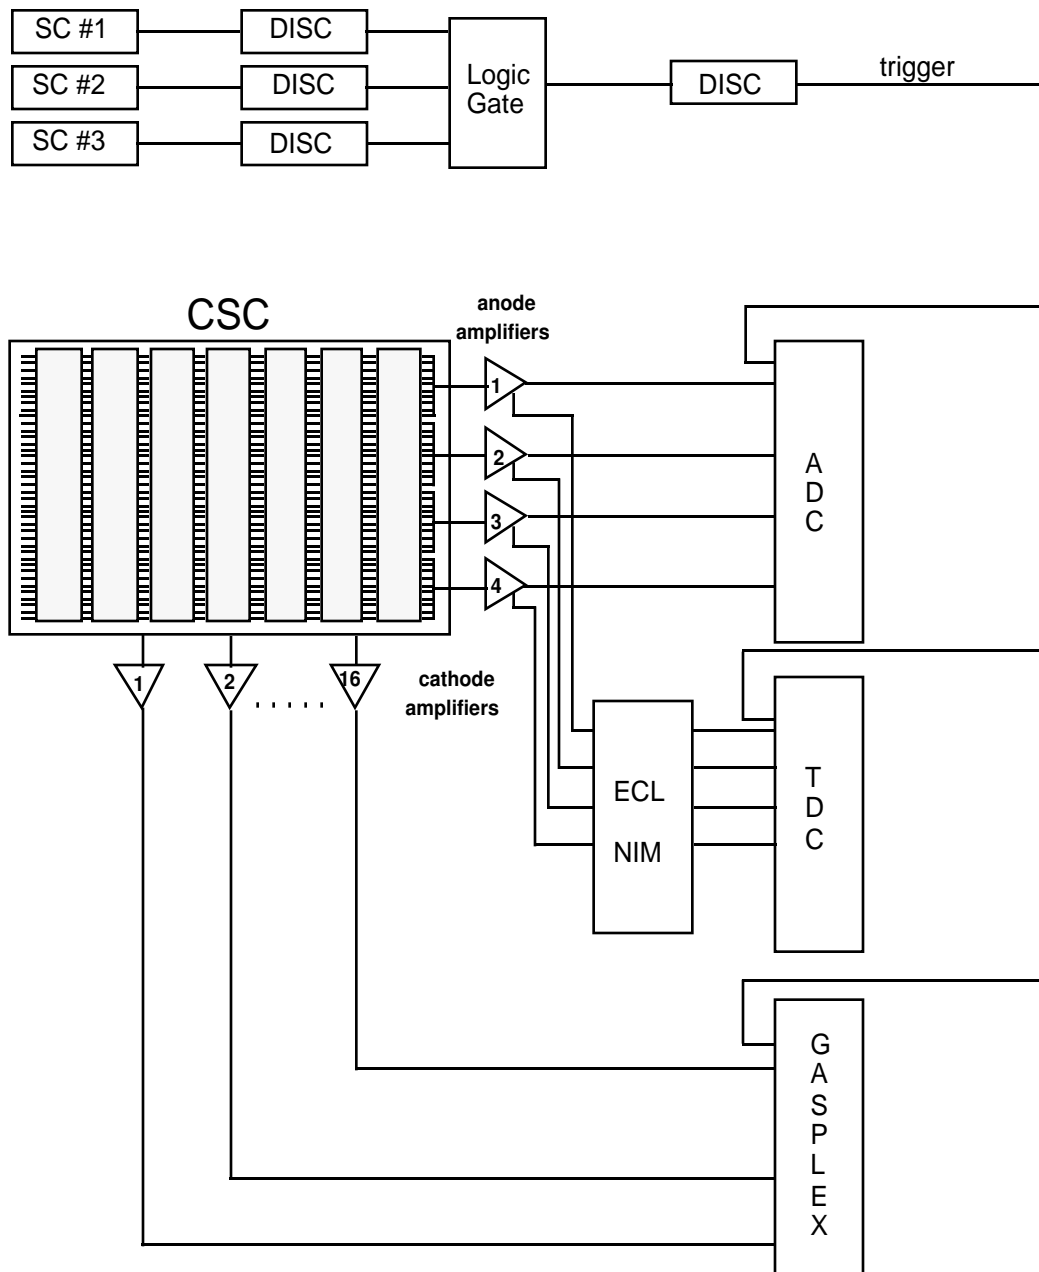 SC #1
DISC
SC #2
DISC
SC #3
DISC
Logic
Gate
DISC
trigger
CSC
anode
amplifiers
1
2
3
4
A
D
C
1
2
. . . . .
16
cathode
amplifiers
ECL
NIM
T
D
C
G
A
S
P
L
E
X